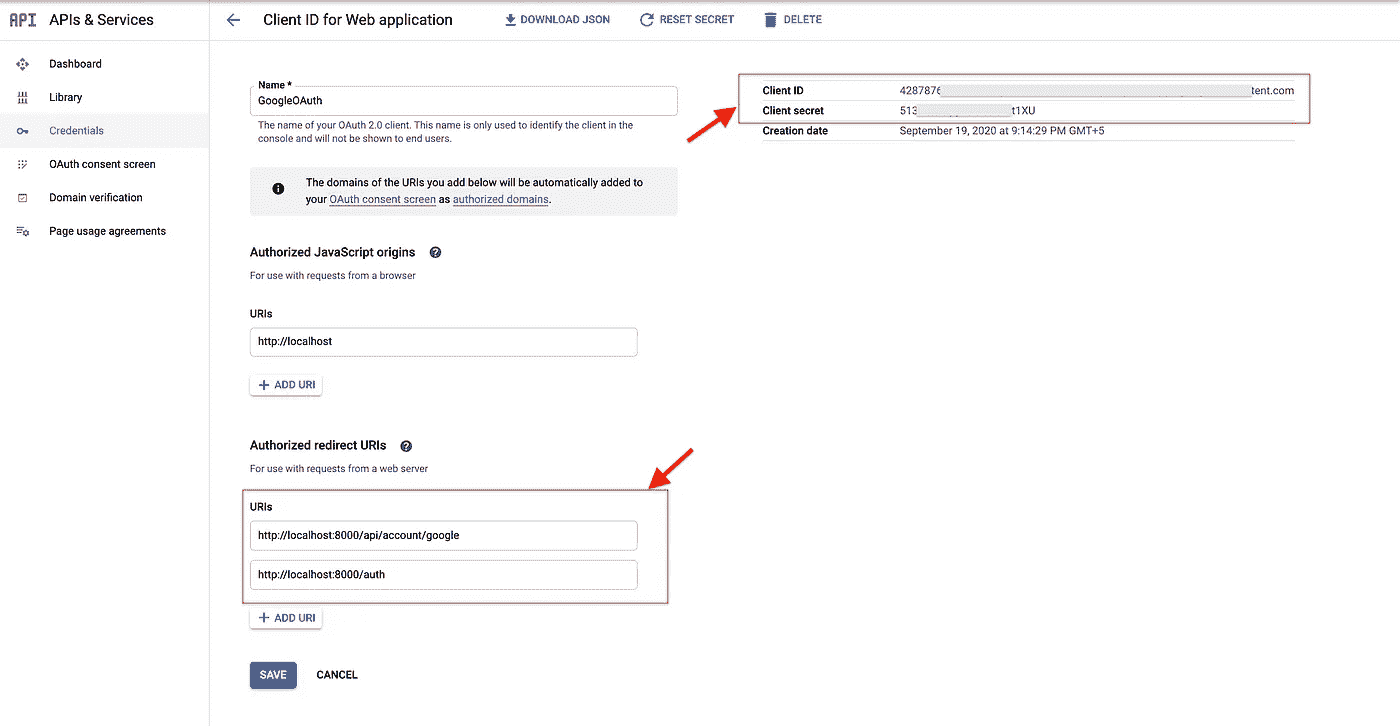 API APIs & Services
Client ID for Web application
DOWNLOAD JSON
RESET SECRET
DELETE
Dashboard
Library
Credentials
OAuth consent screen
Domain verification
Page usage agreements
Name *
GoogleOAuth
The name of your OAuth 2.0 client. This name is only used to identify the client in the
console and will not be shown to end users.
The domains of the URIs you add below will be automatically added to
your OAuth consent screen as authorized domains.
Authorized JavaScript origins
For use with requests from a browser
URIs
http://localhost
ADD URI
Authorized redirect URIs
For use with requests from a web server
URIs
http://localhost:8000/api/account/google
http://localhost:8000/auth
ADD URI
SAVE
CANCEL
Client ID 4287876 tent.com
Client secret 513 t1XU
Creation date September 19, 2020 at 9:14:29 PM GMT+5